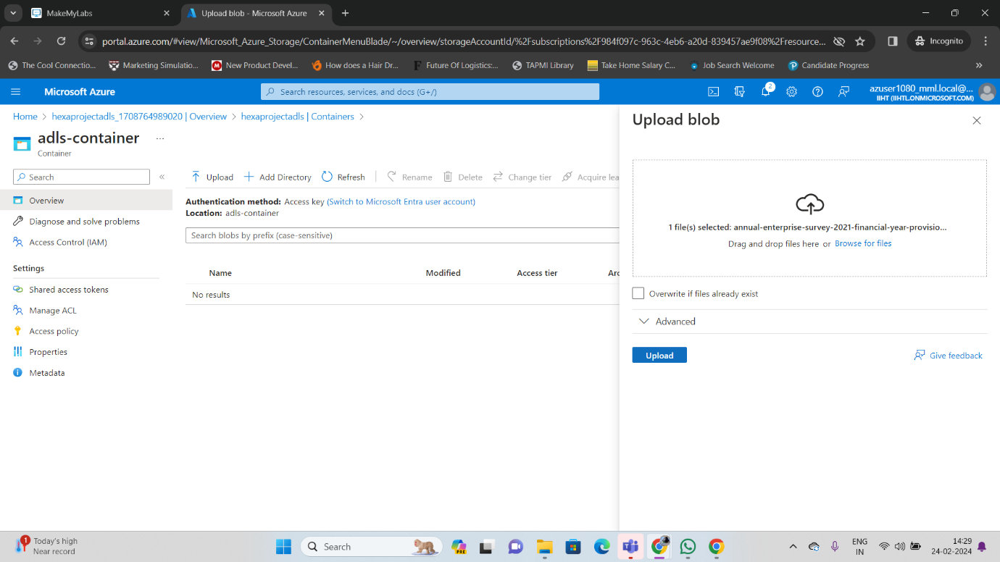 MakeMyLabs
Upload blob - Microsoft Azure
portal.azure.com/#view/Microsoft_Azure_Storage/ContainerMenuBlade/~/overview/storageAccountId/%2Fsubscriptions%2F984f097c-963c-4eb6-a20d-839457ae9f08%2Fresource...
Incognito
The Cool Connectio...
Marketing Simulatio...
New Product Devel...
How does a Hair Dr...
Future Of Logistics:...
TAPMI Library
Take Home Salary C...
Job Search Welcome
Candidate Progress
Microsoft Azure
Search resources, services, and docs (G+/)
2
azuser1080_mml.local@...
IIHT (IIHTLONMICROSOFT.COM)
Home > hexaprojectadls_1708764989020 | Overview > hexaprojectadls | Containers >
adls-container ...
Container
Search
Overview
Diagnose and solve problems
Access Control (IAM)
Settings
Shared access tokens
Manage ACL
Access policy
Properties
Metadata
Upload
Add Directory
Refresh
Rename
Delete
Change tier
Acquire lea
Authentication method: Access key (Switch to Microsoft Entra user account)
Location: adls-container
Search blobs by prefix (case-sensitive)
Name
Modified
Access tier
Arc
No results
Upload blob
1 file(s) selected: annual-enterprise-survey-2021-financial-year-provisio...
Drag and drop files here or Browse for files
Overwrite if files already exist
Advanced
Upload
Give feedback
1
Today's high
Near record
Search
PRE
ENG
IN
14:29
24-02-2024